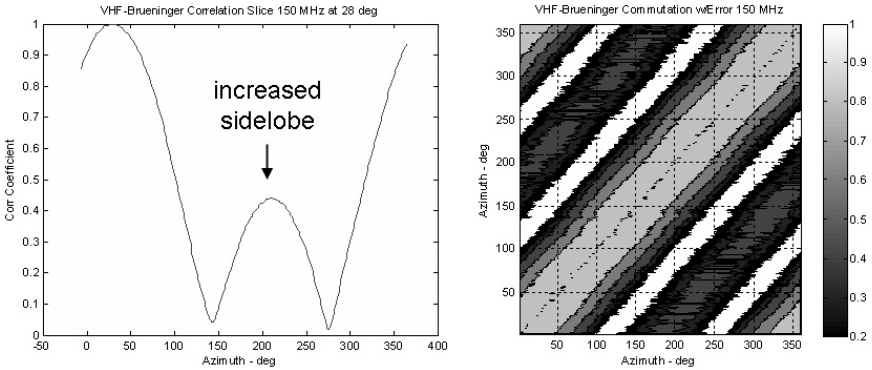 VHF-Brueninger Correlation Slice 150 MHz at 28 deg
1
0.9
0.8
0.7
0.6
0.5
0.4
0.3
0.2
0.1
0
Corr Coefficient
increased
sidelobe
-50 0 50 100 150 200 250 300 350 400
Azimuth - deg
VHF-Brueninger Commutation w/Error 150 MHz
350
300
250
200
150
100
50
Azimuth - deg
50 100 150 200 250 300 350
Azimuth - deg
1
0.9
0.8
0.7
0.6
0.5
0.4
0.3
0.2